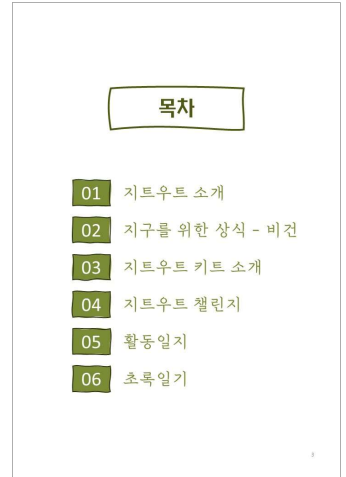 목차
01 지트우트 소개
02 지구를 위한 상식 - 비건
03 지트우트 키트 소개
04 지트우트 챌린지
05 활동일지
06 초록일기